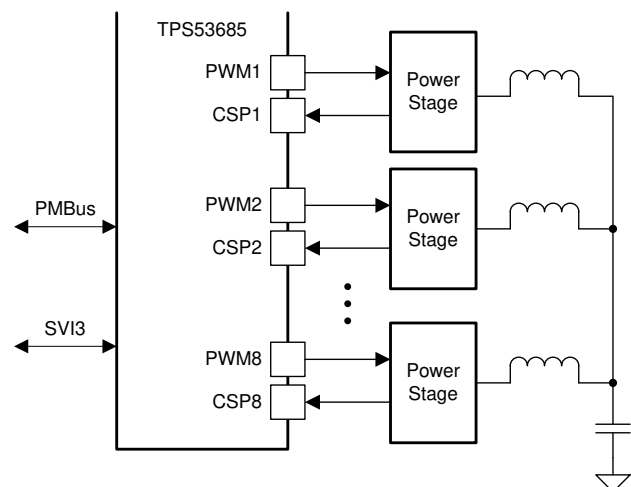 TPS53685
PWM1
CSP1
Power
Stage
PMBus
PWM2
CSP2
Power
Stage
SVI3
PWM8
CSP8
Power
Stage